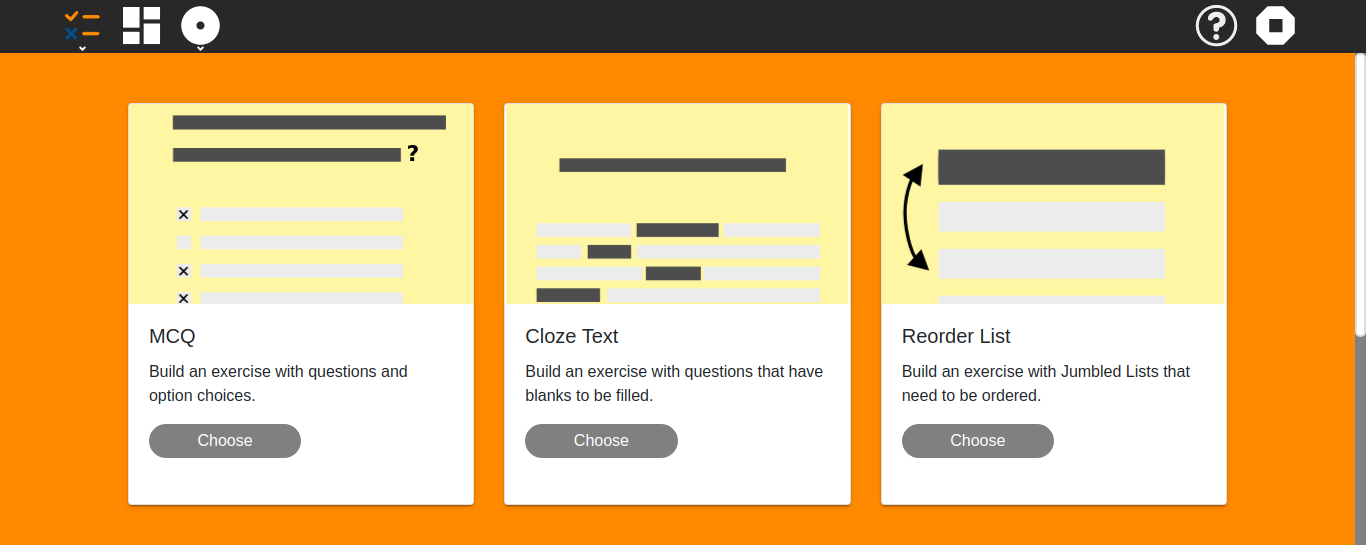 ?
MCQ
Build an exercise with questions and
option choices.
Choose
Cloze Text
Build an exercise with questions that have
blanks to be filled.
Choose
Reorder List
Build an exercise with Jumbled Lists that
need to be ordered.
Choose